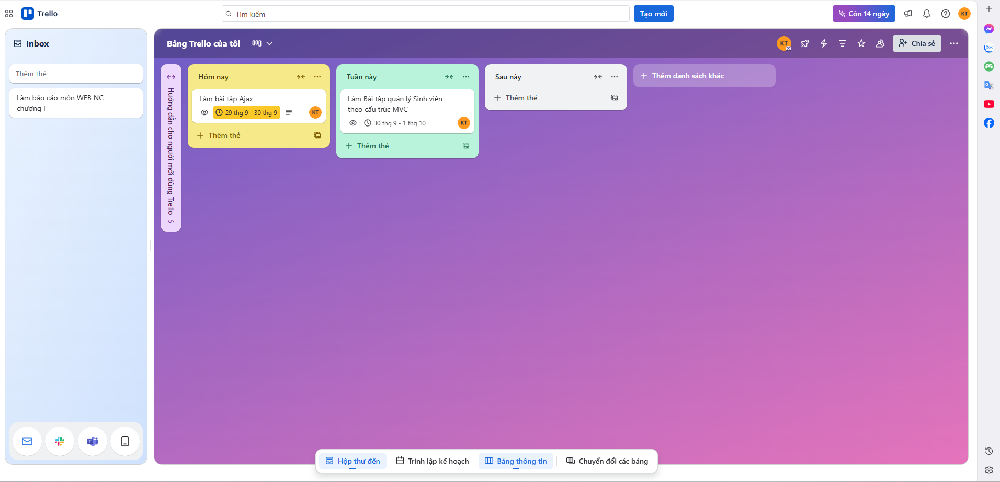 Trello
Tìm kiếm
Tạo mới
Còn 14 ngày
KT
Inbox
Thêm thẻ
Làm báo cáo môn WEB NC
chương I
Bảng Trello của tôi
KT
Chia sẻ
Hướng dẫn cho người mới dùng Trello 6
Hôm nay
Làm bài tập Ajax
29 thg 9 - 30 thg 9
KT
Thêm thẻ
Tuần này
Làm Bài tập quản lý Sinh viên
theo cấu trúc MVC
30 thg 9 - 1 thg 10
KT
Thêm thẻ
Sau này
Thêm thẻ
Thêm danh sách khác
Zalo
Hộp thư đến
Trình lập kế hoạch
Bảng thông tin
Chuyển đổi các bảng